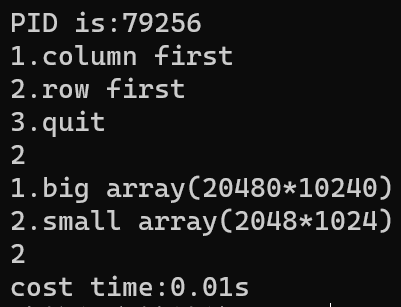 PID is:79256
1.column first
2.row first
3.quit
2
1.big array(20480*10240)
2.small array(2048*1024)
2
cost time:0.01s